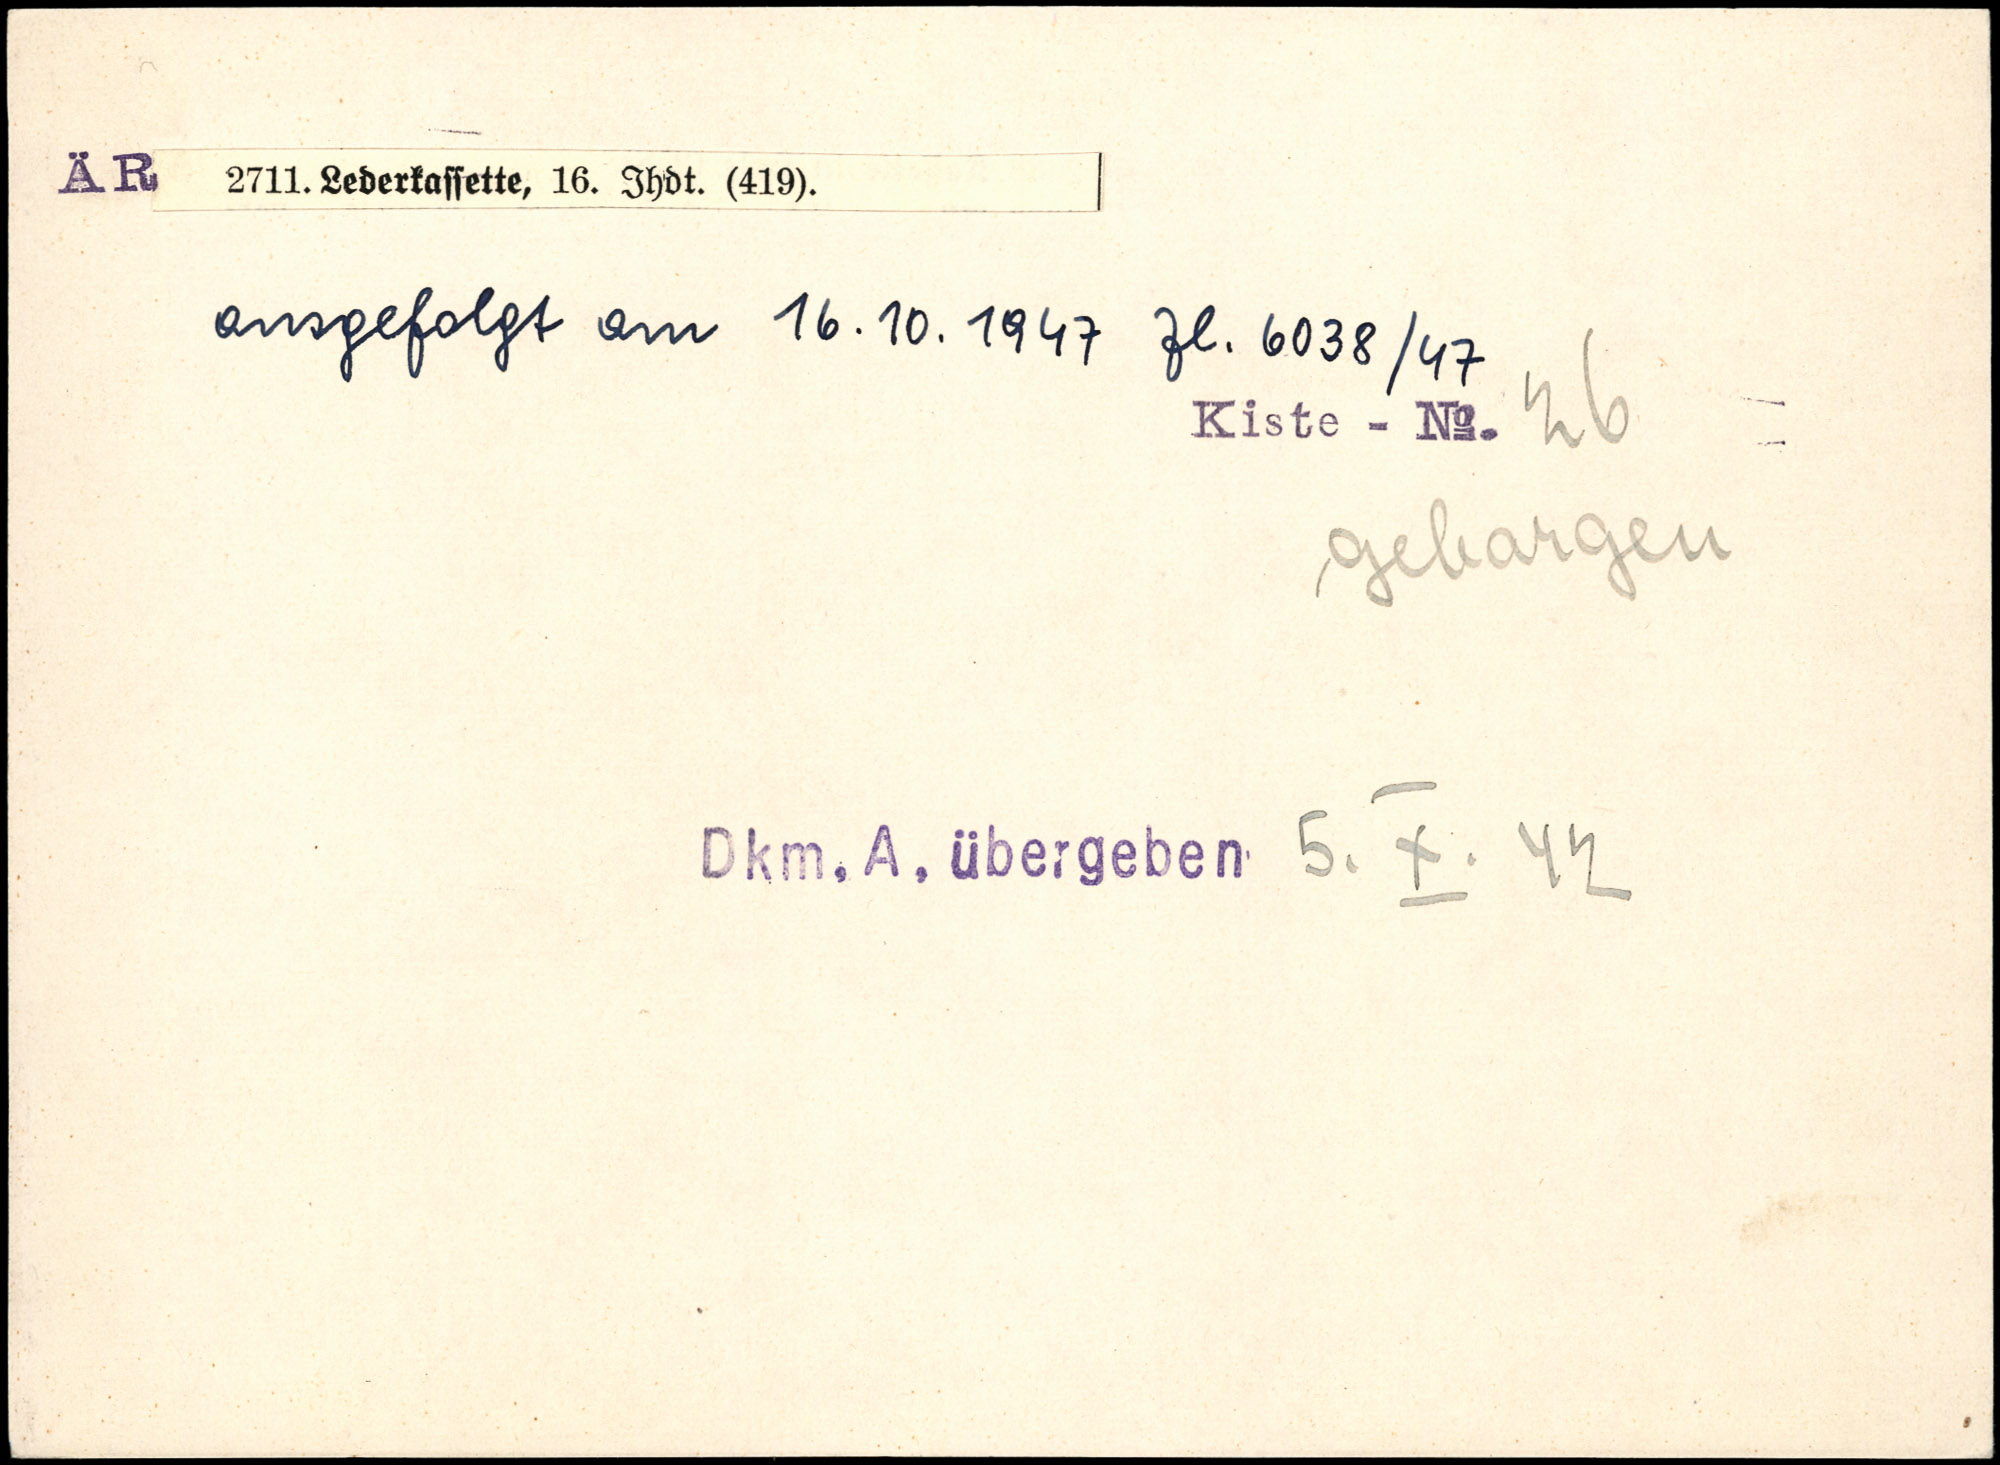 ÄR 2711. Lederkassette, 16. Jhdt. (419).
ausgefolgt am 16.10.1947 Zl. 6038/47
Kiste - No. 26
geborgen
Dkm. A. übergeben 5. X. 42